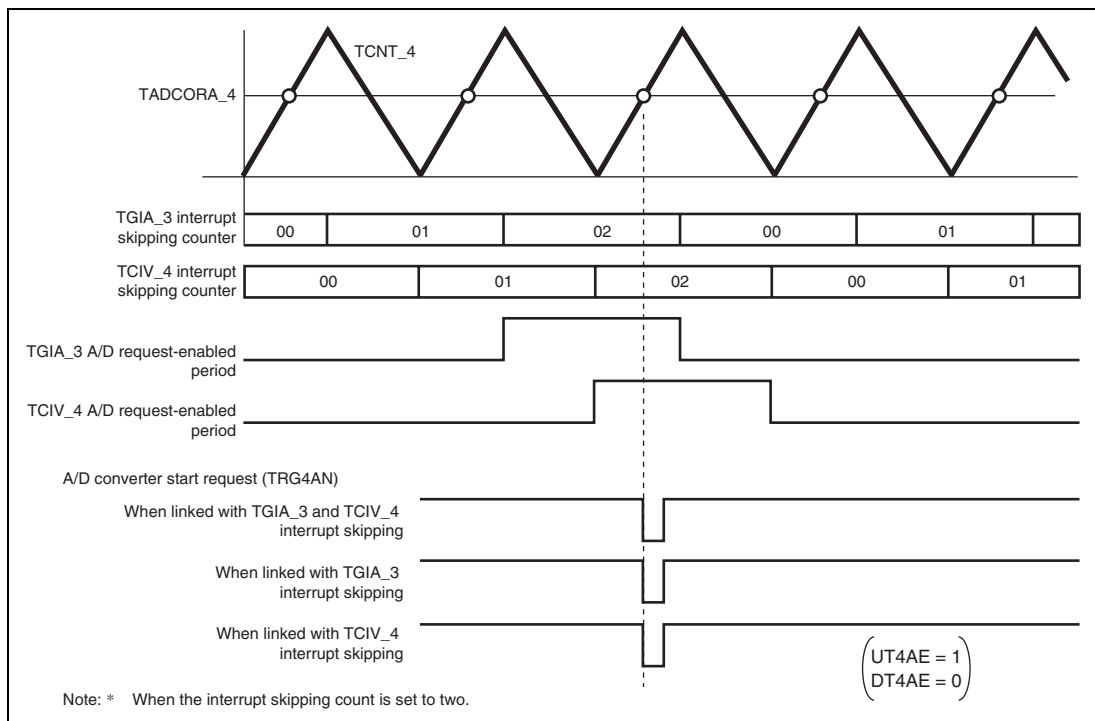 TCNT_4
TADCORA_4
TGIA_3 interrupt
skipping counter
00 01 02 00 01
TCIV_4 interrupt
skipping counter
00 01 02 00 01
TGIA_3 A/D request-enabled
period
TCIV_4 A/D request-enabled
period
A/D converter start request (TRG4AN)
When linked with TGIA_3 and TCIV_4
interrupt skipping
When linked with TGIA_3
interrupt skipping
When linked with TCIV_4
interrupt skipping
UT4AE = 1
DT4AE = 0
Note: * When the interrupt skipping count is set to two.